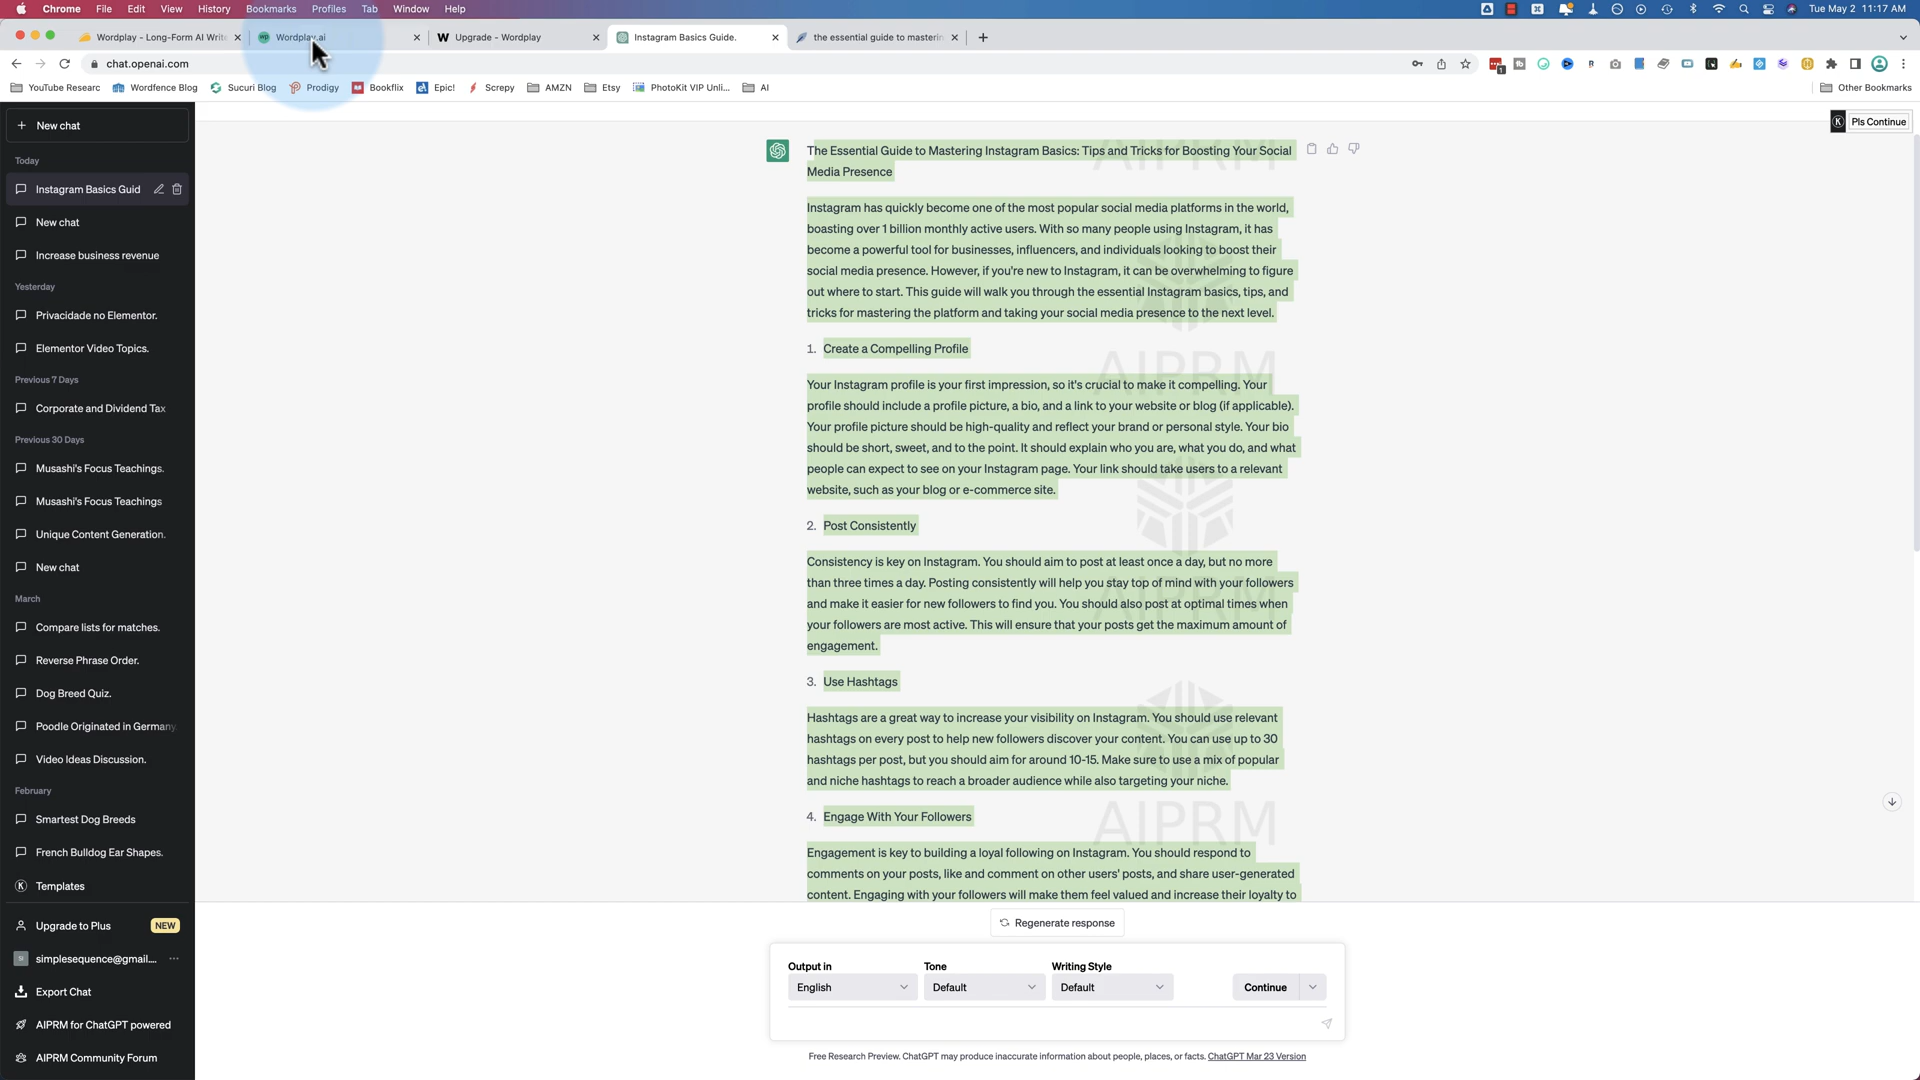 Chrome File Edit View History Bookmarks Profiles Tab Window Help
Tue May 2 11:17 AM
Wordplay - Long-Form AI Write
Wordplay.ai
Upgrade - Wordplay
Instagram Basics Guide.
the essential guide to masterin
chat.openai.com
YouTube Researc
Wordfence Blog
Sucuri Blog
Prodigy
Bookflix
Epic!
Screpy
AMZN
Etsy
PhotoKit VIP Unli...
AI
Other Bookmarks
Pls Continue
New chat
Today
Instagram Basics Guid
New chat
Increase business revenue
Yesterday
Privacidade no Elementor.
Elementor Video Topics.
Previous 7 Days
Corporate and Dividend Tax
Previous 30 Days
Musashi's Focus Teachings.
Musashi's Focus Teachings
Unique Content Generation.
New chat
March
Compare lists for matches.
Reverse Phrase Order.
Dog Breed Quiz.
Poodle Originated in Germany.
Video Ideas Discussion.
February
Smartest Dog Breeds
French Bulldog Ear Shapes.
Templates
Upgrade to Plus NEW
simplesequence@gmail....
Export Chat
AIPRM for ChatGPT powered
AIPRM Community Forum
The Essential Guide to Mastering Instagram Basics: Tips and Tricks for Boosting Your Social
Media Presence
Instagram has quickly become one of the most popular social media platforms in the world,
boasting over 1 billion monthly active users. With so many people using Instagram, it has
become a powerful tool for businesses, influencers, and individuals looking to boost their
social media presence. However, if you're new to Instagram, it can be overwhelming to figure
out where to start. This guide will walk you through the essential Instagram basics, tips, and
tricks for mastering the platform and taking your social media presence to the next level.
1. Create a Compelling Profile
Your Instagram profile is your first impression, so it's crucial to make it compelling. Your
profile should include a profile picture, a bio, and a link to your website or blog (if applicable).
Your profile picture should be high-quality and reflect your brand or personal style. Your bio
should be short, sweet, and to the point. It should explain who you are, what you do, and what
people can expect to see on your Instagram page. Your link should take users to a relevant
website, such as your blog or e-commerce site.
2. Post Consistently
Consistency is key on Instagram. You should aim to post at least once a day, but no more
than three times a day. Posting consistently will help you stay top of mind with your followers
and make it easier for new followers to find you. You should also post at optimal times when
your followers are most active. This will ensure that your posts get the maximum amount of
engagement.
3. Use Hashtags
Hashtags are a great way to increase your visibility on Instagram. You should use relevant
hashtags on every post to help new followers discover your content. You can use up to 30
hashtags per post, but you should aim for around 10-15. Make sure to use a mix of popular
and niche hashtags to reach a broader audience while also targeting your niche.
4. Engage With Your Followers
Engagement is key to building a loyal following on Instagram. You should respond to
comments on your posts, like and comment on other users' posts, and share user-generated
content. Engaging with your followers will make them feel valued and increase their loyalty to
AIPRM
AIPRM
AIPRM
AIPRM
Regenerate response
Output in Tone Writing Style
English Default Default Continue
Free Research Preview. ChatGPT may produce inaccurate information about people, places, or facts. ChatGPT Mar 23 Version